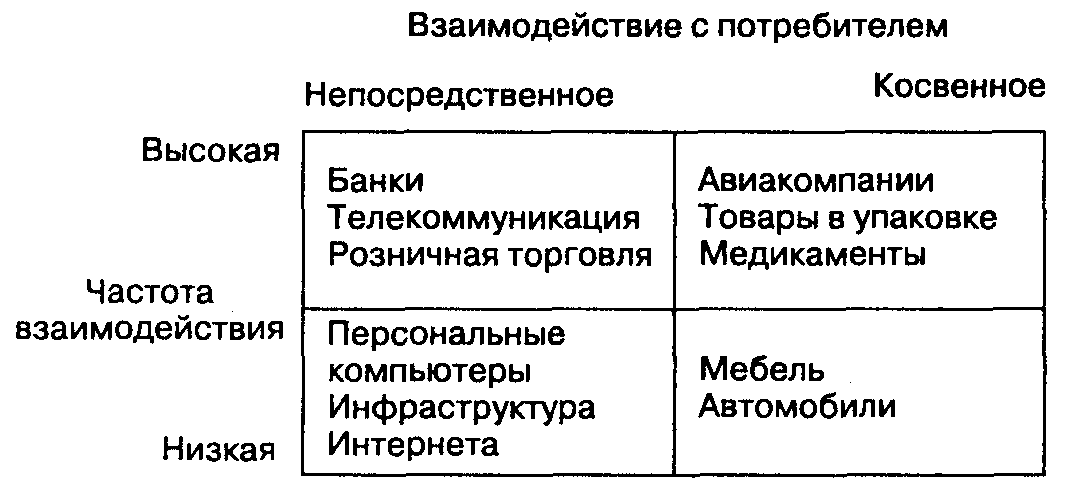 Взаимодействие с потребителем
Непосредственное
Косвенное
Высокая
Банки
Телекоммуникация
Розничная торговля
Авиакомпании
Товары в упаковке
Медикаменты
Частота
взаимодействия
Персональные
компьютеры
Инфраструктура
Интернета
Мебель
Автомобили
Низкая